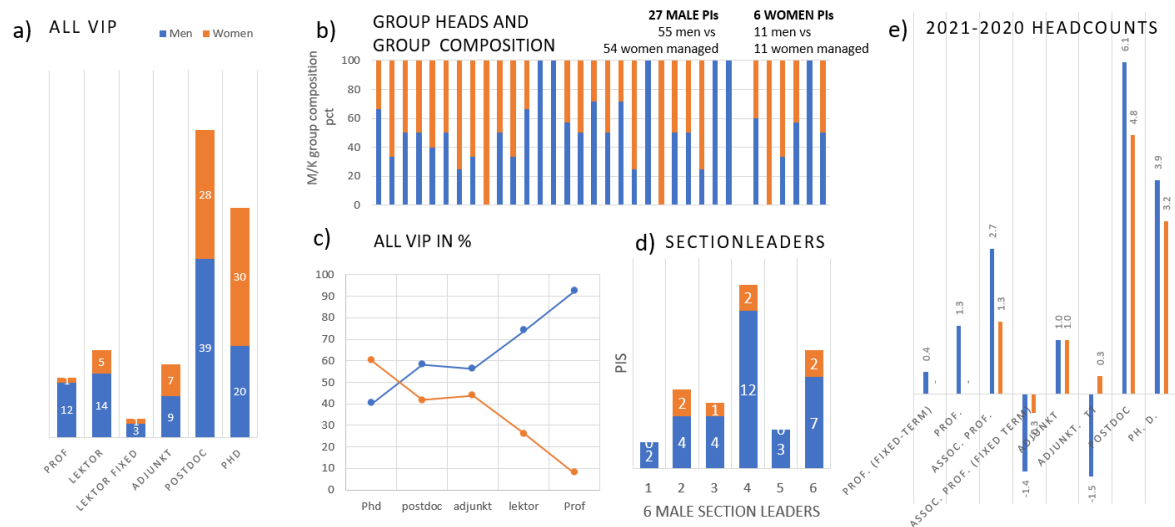 a) ALL VIP
Men Women
1
12
5
14
1
3
7
9
28
39
30
20
PROF
LEKTOR
LEKTOR FIXED
ADJUNKT
POSTDOC
PHD
b) GROUP HEADS AND
GROUP COMPOSITION
27 MALE PIs
55 men vs
54 women managed
6 WOMEN PIs
11 men vs
11 women managed
M/K group composition
pct
100
80
60
40
20
0
c) ALL VIP IN %
100
90
80
70
60
50
40
30
20
10
0
Phd postdoc adjunkt lektor Prof
d) SECTIONLEADERS
PIS
0
2
2
4
1
4
2
12
0
3
2
7
1 2 3 4 5 6
6 MALE SECTION LEADERS
e) 2021-2020 HEADCOUNTS
0.4
-
1.3
-
2.7
1.3
-1.4
1.0
1.0
-1.5
0.3
6.1
4.8
3.9
3.2
PROF. (FIXED-TERM)
PROF.
ASSOC. PROF.
ASSOC. PROF. (FIXED TERM)
ADJUNKT
ADJUNKT, TT
POSTDOC
PH. D.